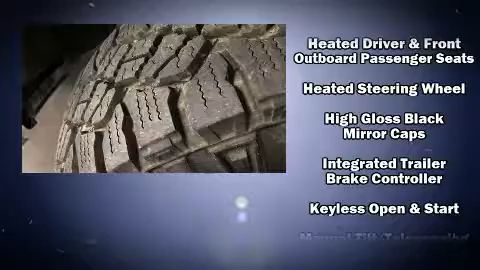 Heated Driver & Front
Outboard Passenger Seats
Heated Steering Wheel
High Gloss Black
Mirror Caps
Integrated Trailer
Brake Controller
Keyless Open & Start